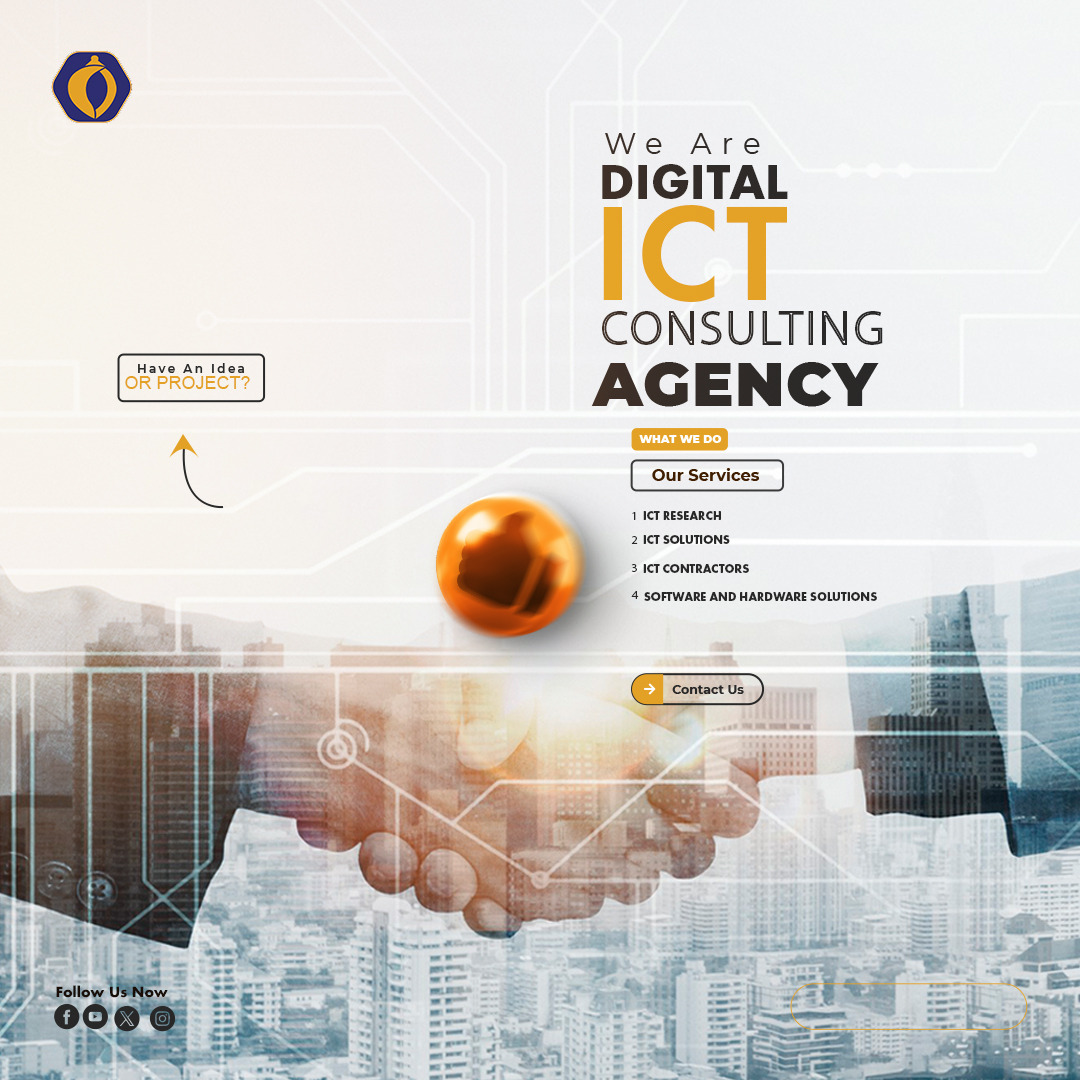 We Are
DIGITAL
ICT
CONSULTING
AGENCY
Have An Idea
OR PROJECT?
WHAT WE DO
Our Services
1 ICT RESEARCH
2 ICT SOLUTIONS
3 ICT CONTRACTORS
4 SOFTWARE AND HARDWARE SOLUTIONS
Contact Us
Follow Us Now